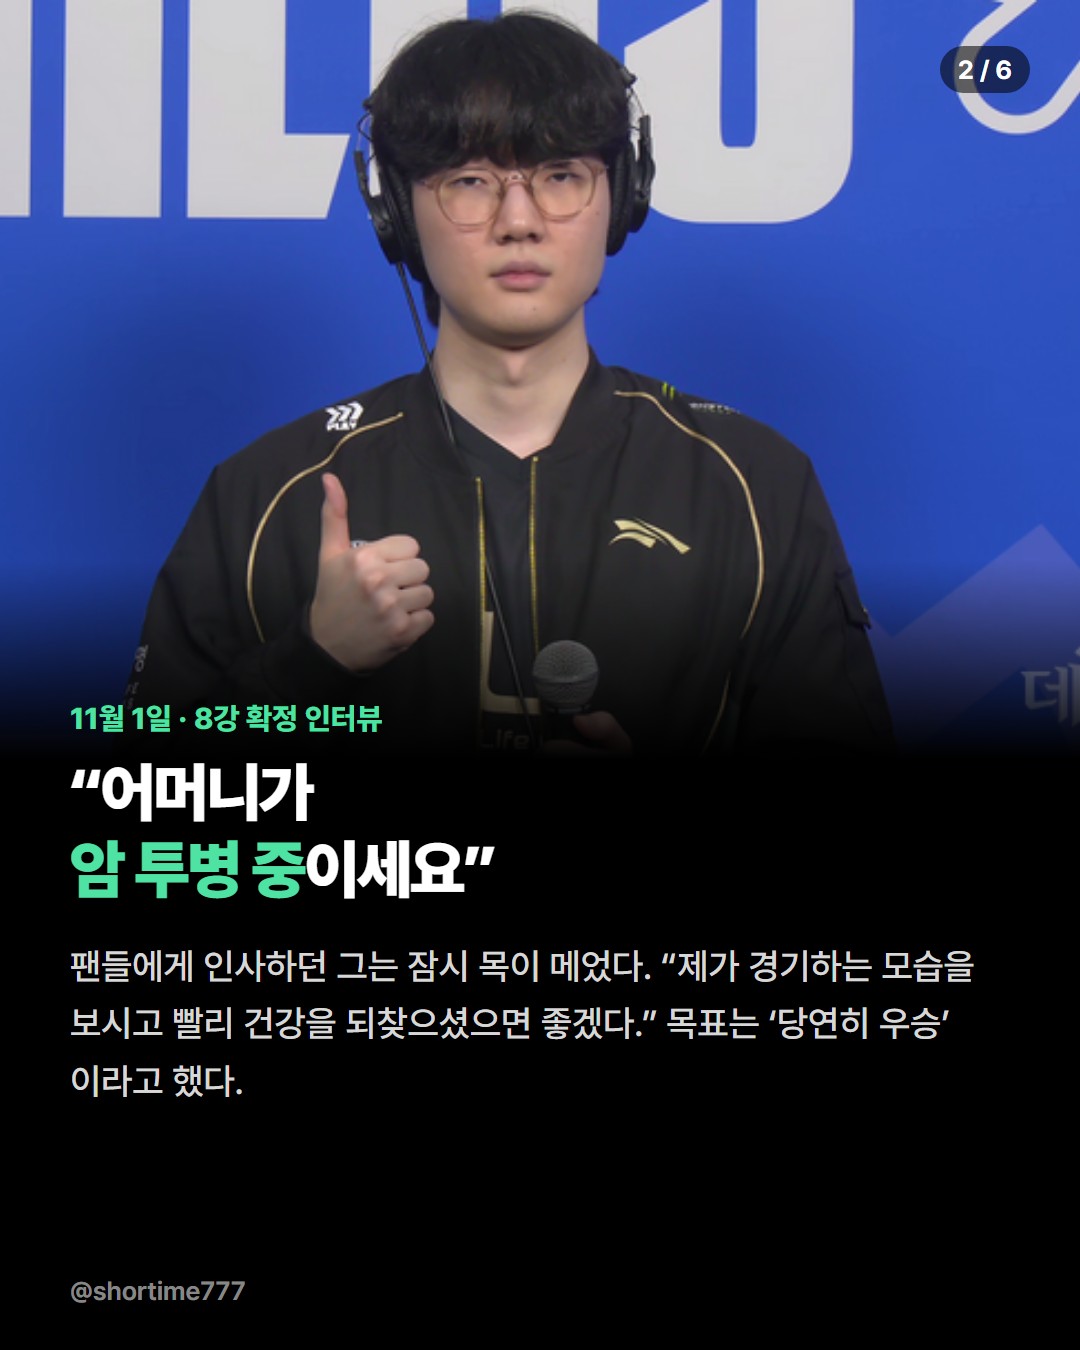 2 / 6
PLAY
데
11월 1일 · 8강 확정 인터뷰
“어머니가
암 투병 중이세요”
팬들에게 인사하던 그는 잠시 목이 메었다. “제가 경기하는 모습을
보시고 빨리 건강을 되찾으셨으면 좋겠다.” 목표는 ‘당연히 우승’
이라고 했다.
@shortime777